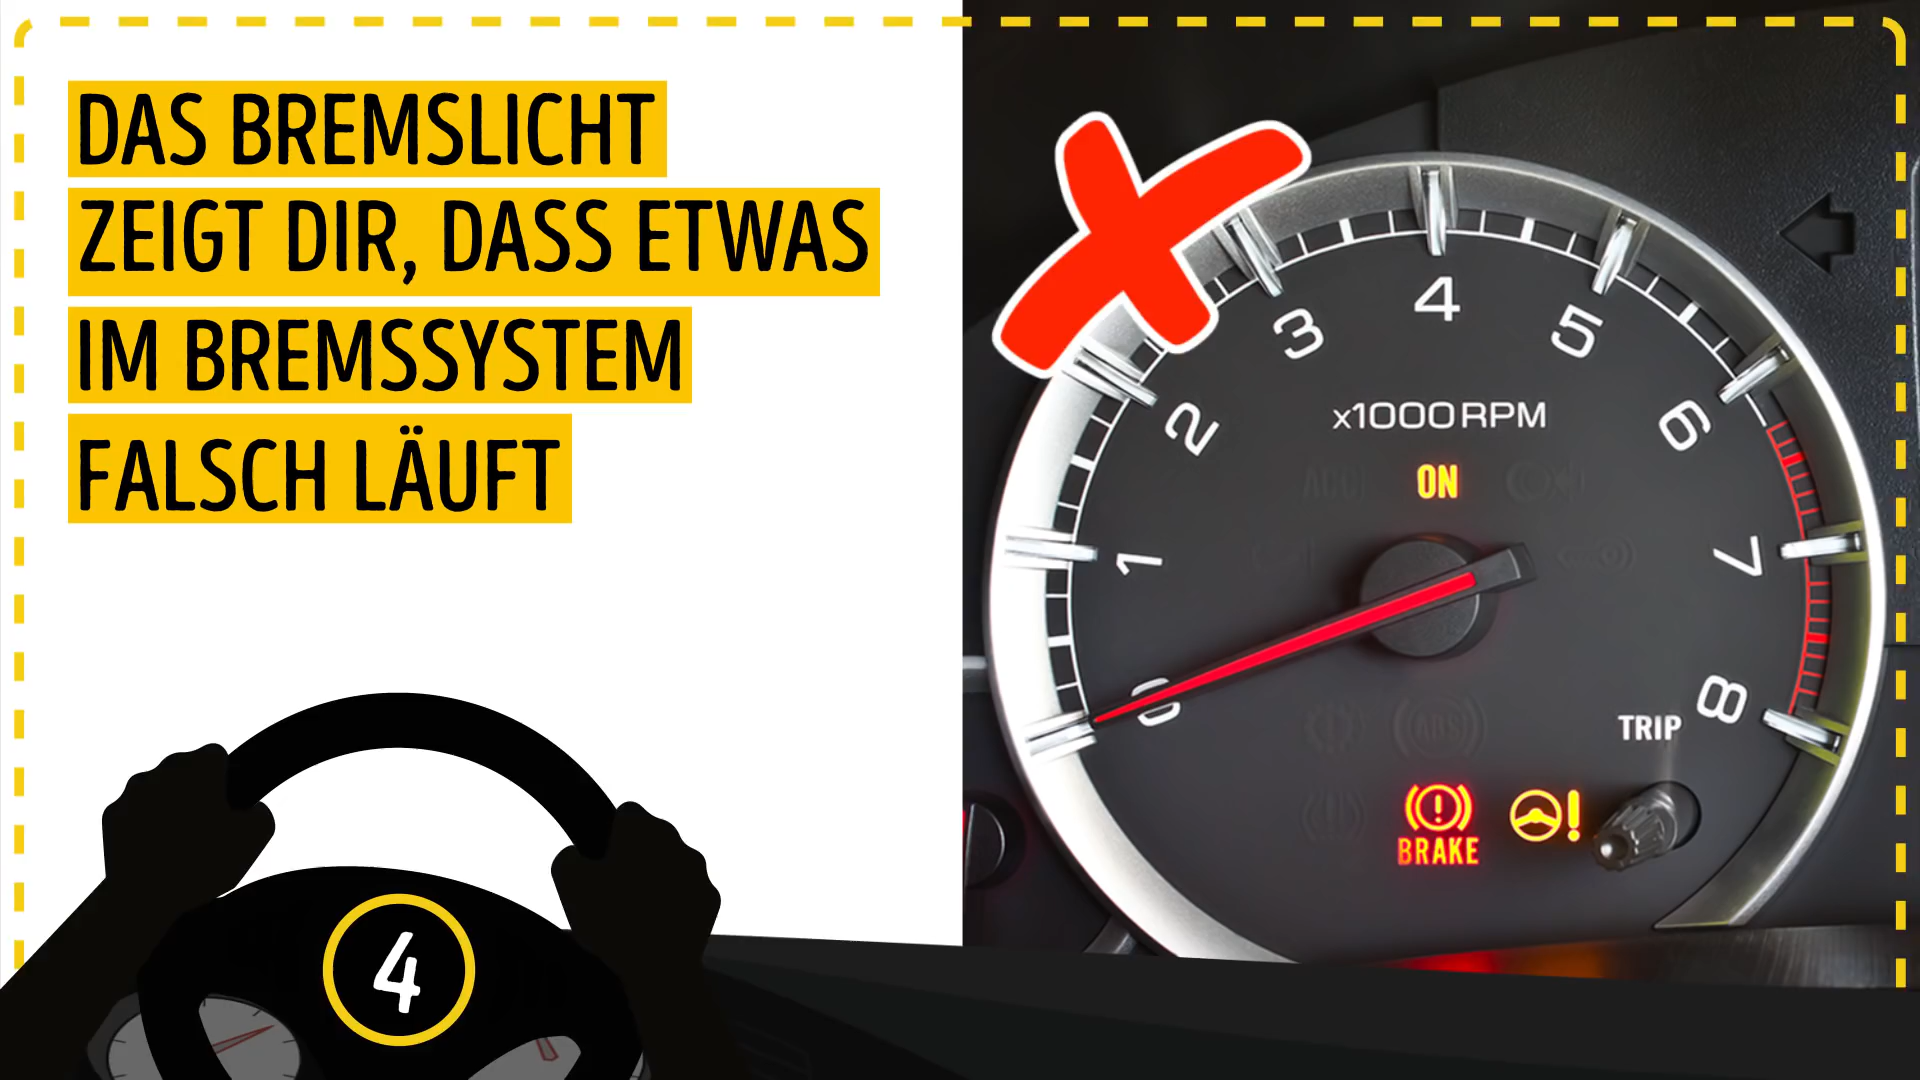 DAS BREMSLICHT
ZEIGT DIR, DASS ETWAS
IM BREMSSYSTEM
FALSCH LÄUFT
4
4
3
5
2
6
x1000RPM
ON
1
7
0
8
TRIP
ABS
BRAKE